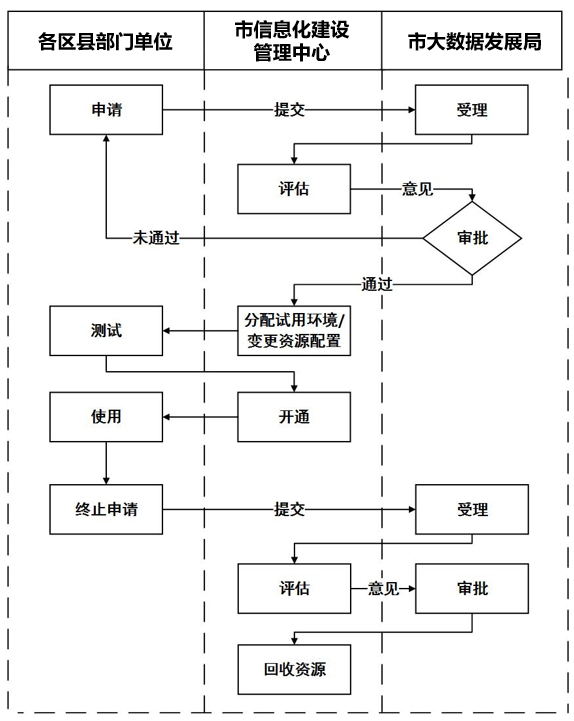 各区县部门单位
市信息化建设
管理中心
市大数据发展局
申请
提交
受理
评估
意见
审批
未通过
通过
分配试用环境/
变更资源配置
测试
开通
使用
终止申请
提交
受理
评估
意见
审批
回收资源